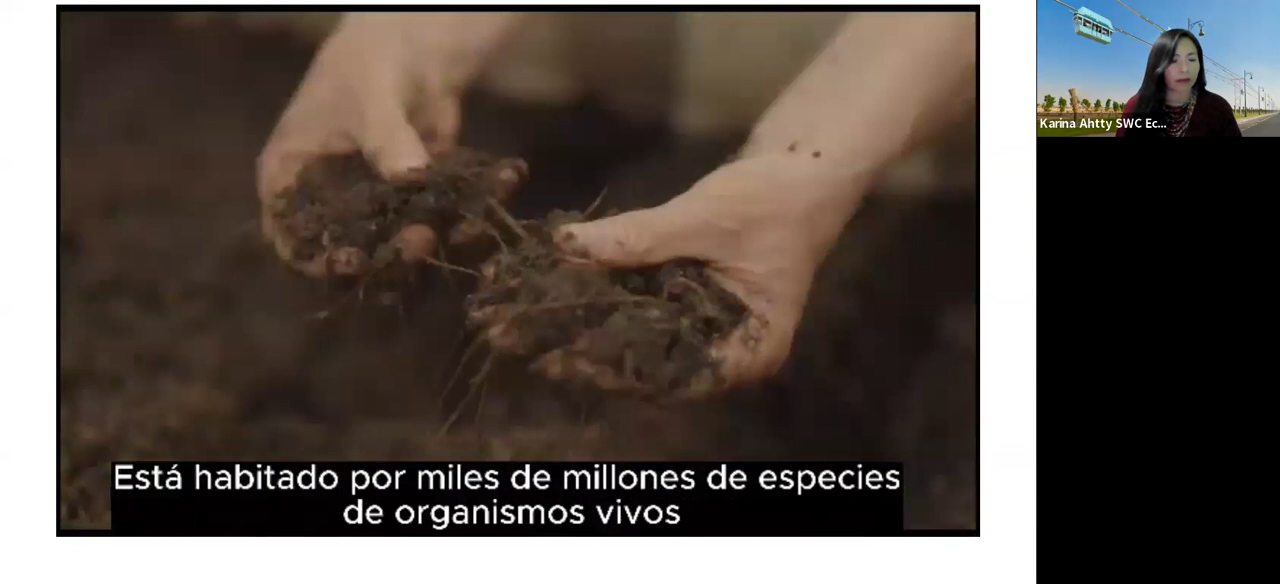 Está habitado por miles de millones de especies
de organismos vivos
Karina Ahtty SWC Ec...